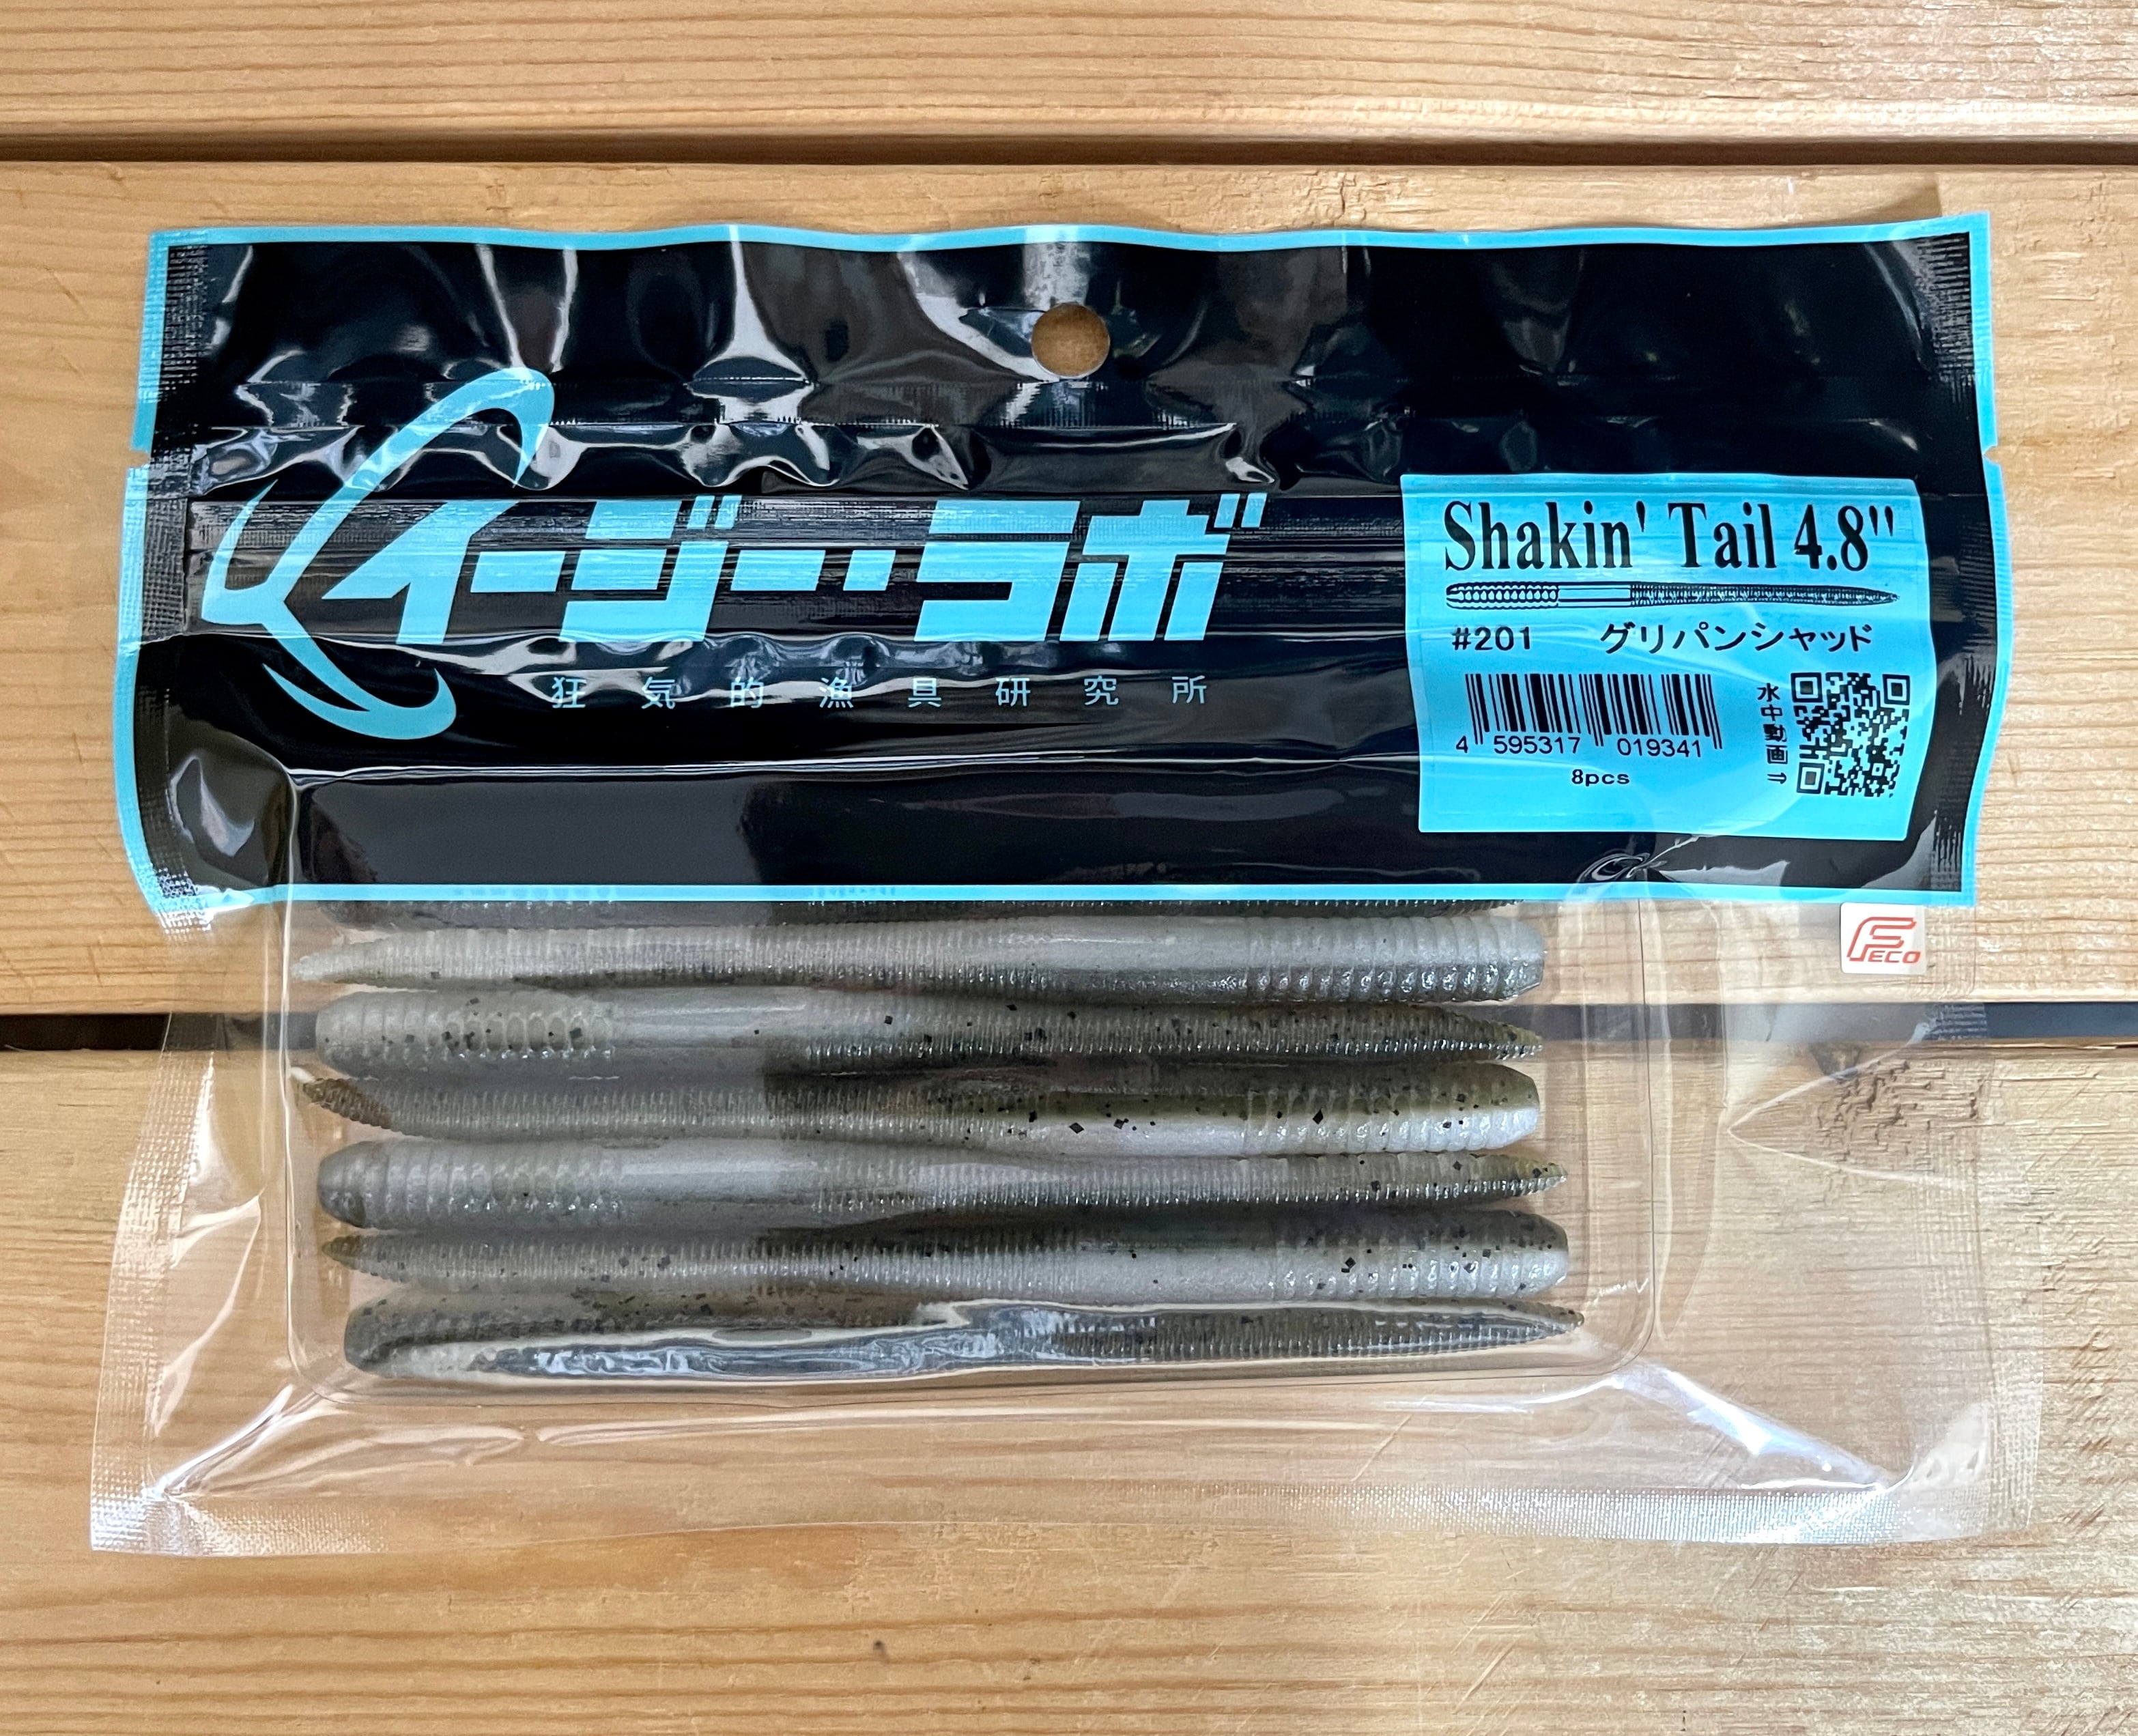 イージー・ラボ
狂気的漁具研究所
Shakin' Tail 4.8"
#201 グリパンシャッド
4 595317 019341
8pcs
水中動画⇒
FECO